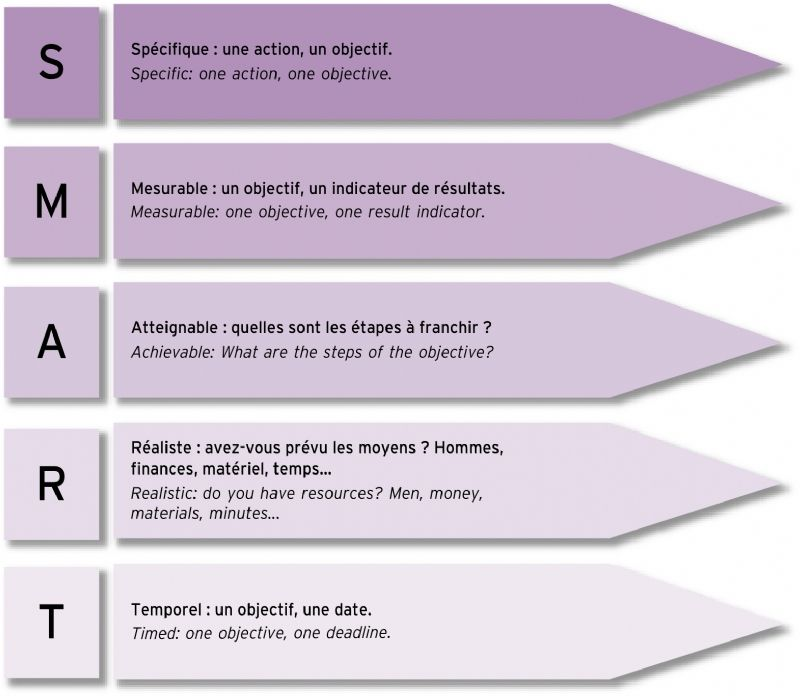 S
Spécifique : une action, un objectif.
Specific: one action, one objective.
M
Mesurable : un objectif, un indicateur de résultats.
Measurable: one objective, one result indicator.
A
Atteignable : quelles sont les étapes à franchir ?
Achievable: What are the steps of the objective?
R
Réaliste : avez-vous prévu les moyens ? Hommes,
finances, matériel, temps...
Realistic: do you have resources? Men, money,
materials, minutes...
T
Temporel : un objectif, une date.
Timed: one objective, one deadline.